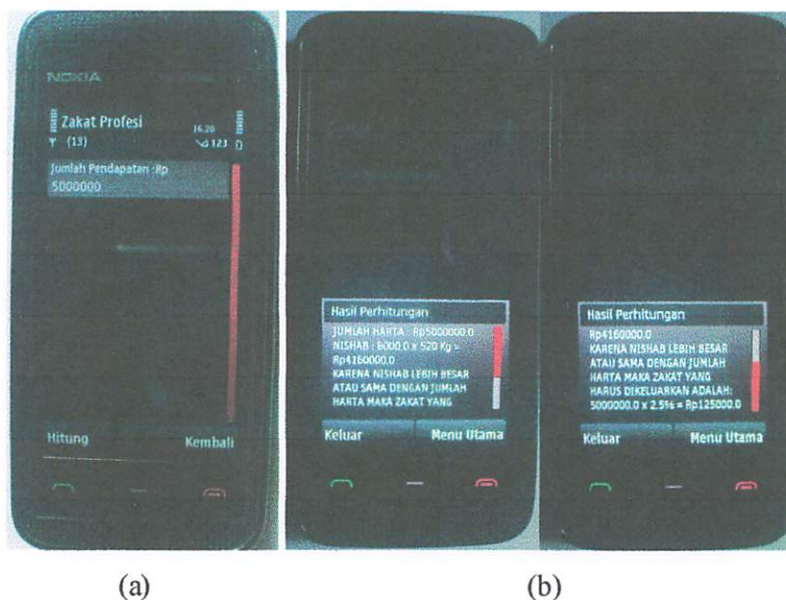 NOKIA
Zakat Profesi
16.20
(13)
123
Jumlah Pendapatan :Rp
5000000
Hitung
Kembali
Hasil Perhitungan
JUMLAH HARTA : Rp5000000.0
NISHAB : 8000.0 x 520 Kg =
Rp4160000.0
KARENA NISHAB LEBIH BESAR
ATAU SAMA DENGAN JUMLAH
HARTA MAKA ZAKAT YANG
Keluar
Menu Utama
Hasil Perhitungan
Rp4160000.0
KARENA NISHAB LEBIH BESAR
ATAU SAMA DENGAN JUMLAH
HARTA MAKA ZAKAT YANG
HARUS DIKELUARKAN ADALAH:
5000000.0 x 2.5% = Rp125000.0
Keluar
Menu Utama
(a)
(b)